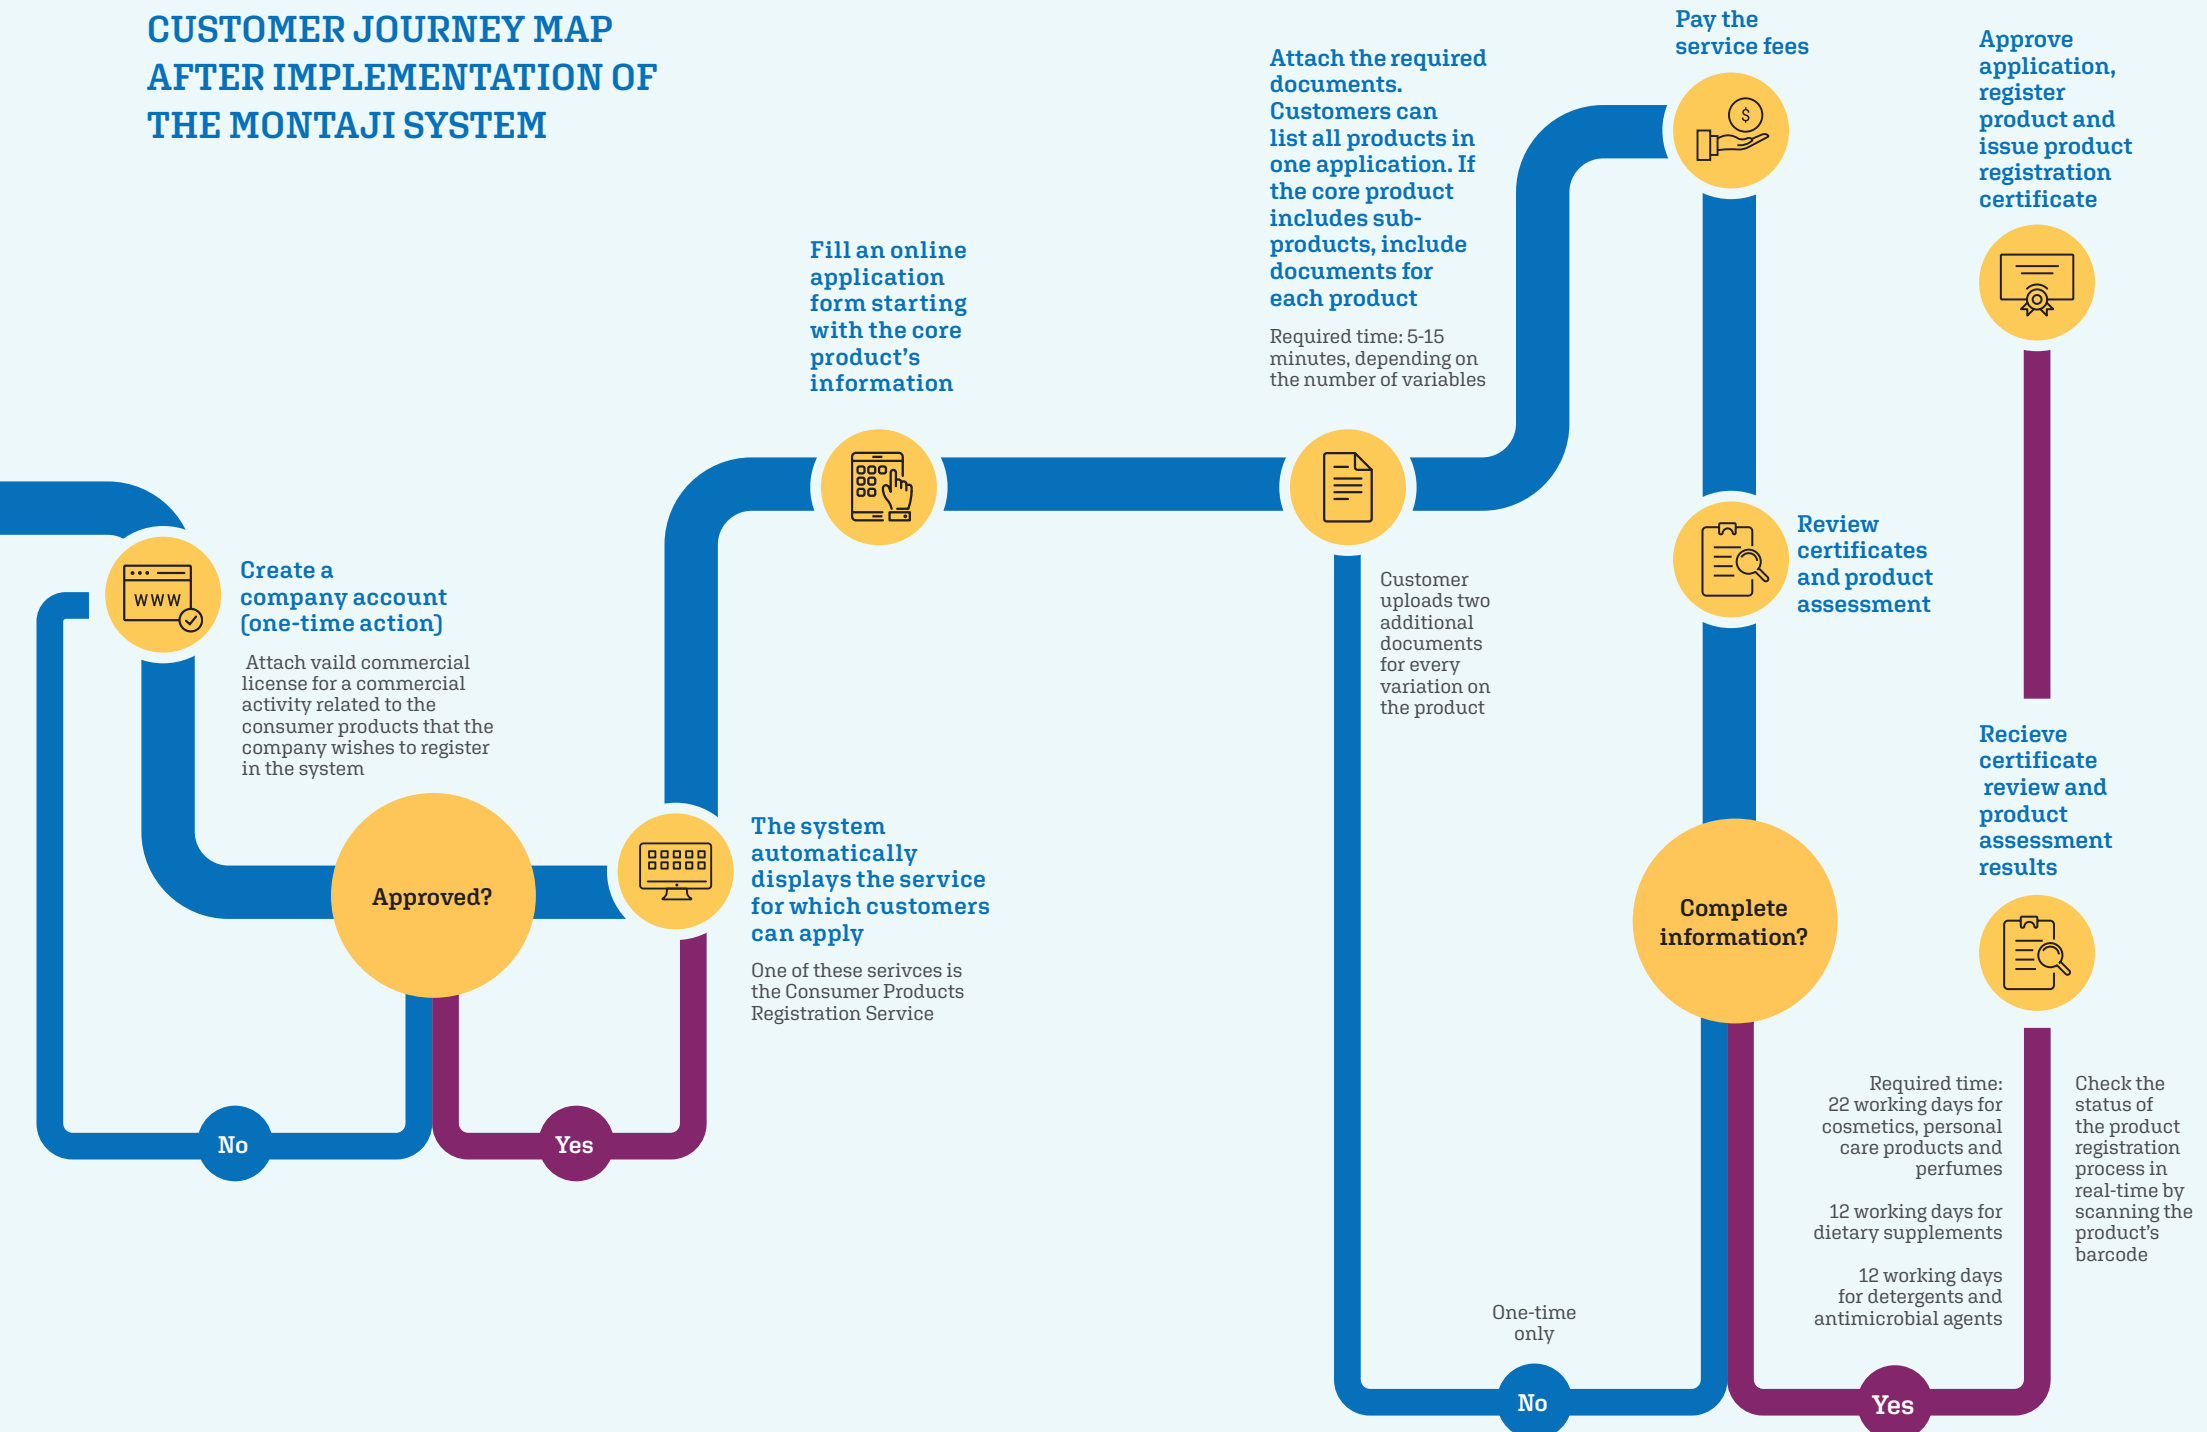 CUSTOMER JOURNEY MAP
AFTER IMPLEMENTATION OF
THE MONTAJI SYSTEM
WWW
Create a
company account
(one-time action)
Attach vaild commercial
license for a commercial
activity related to the
consumer products that the
company wishes to register
in the system
Approved?
No
Yes
The system
automatically
displays the service
for which customers
can apply
One of these serivces is
the Consumer Products
Registration Service
Fill an online
application
form starting
with the core
product’s
information
Attach the required
documents.
Customers can
list all products in
one application. If
the core product
includes sub-
products, include
documents for
each product
Required time: 5-15
minutes, depending on
the number of variables
Customer
uploads two
additional
documents
for every
variation on
the product
Pay the
service fees
$
Review
certificates
and product
assessment
Complete
information?
One-time
only
No
Yes
Required time:
22 working days for
cosmetics, personal
care products and
perfumes
12 working days for
dietary supplements
12 working days
for detergents and
antimicrobial agents
Check the
status of
the product
registration
process in
real-time by
scanning the
product’s
barcode
Recieve
certificate
review and
product
assessment
results
Approve
application,
register
product and
issue product
registration
certificate